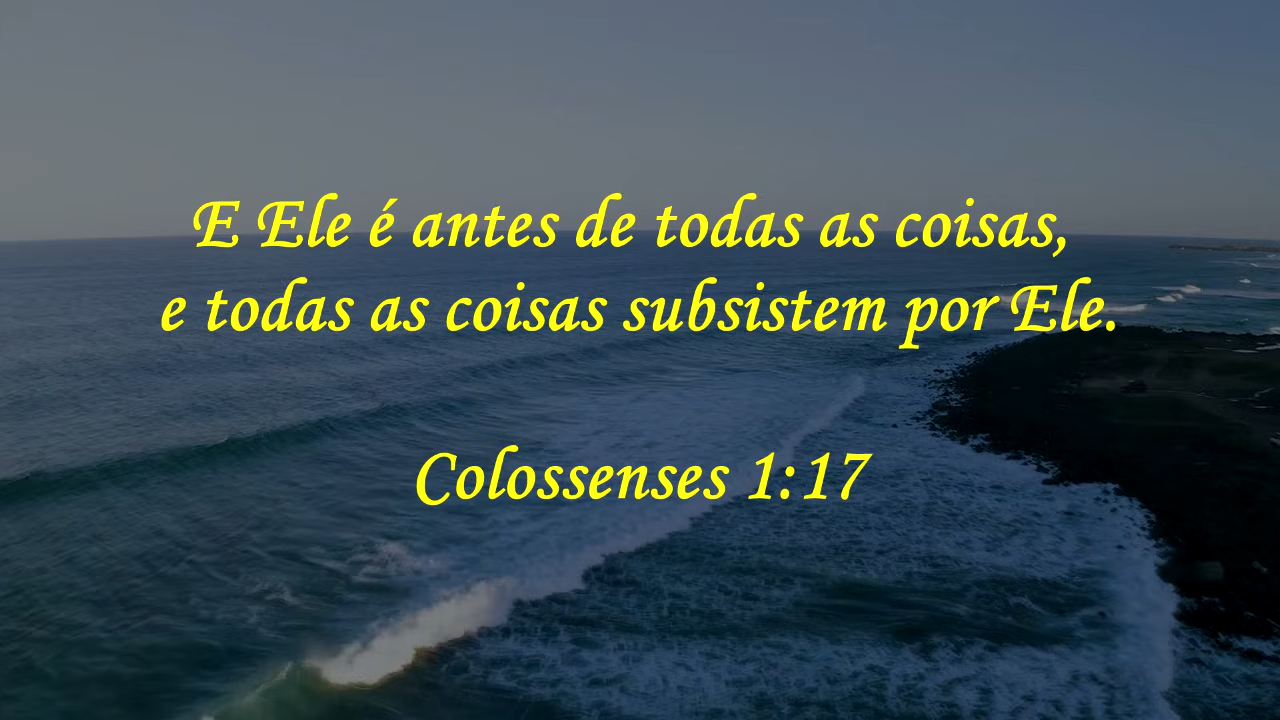 E Ele é antes de todas as coisas,
e todas as coisas subsistem por Ele.
Colossenses 1:17